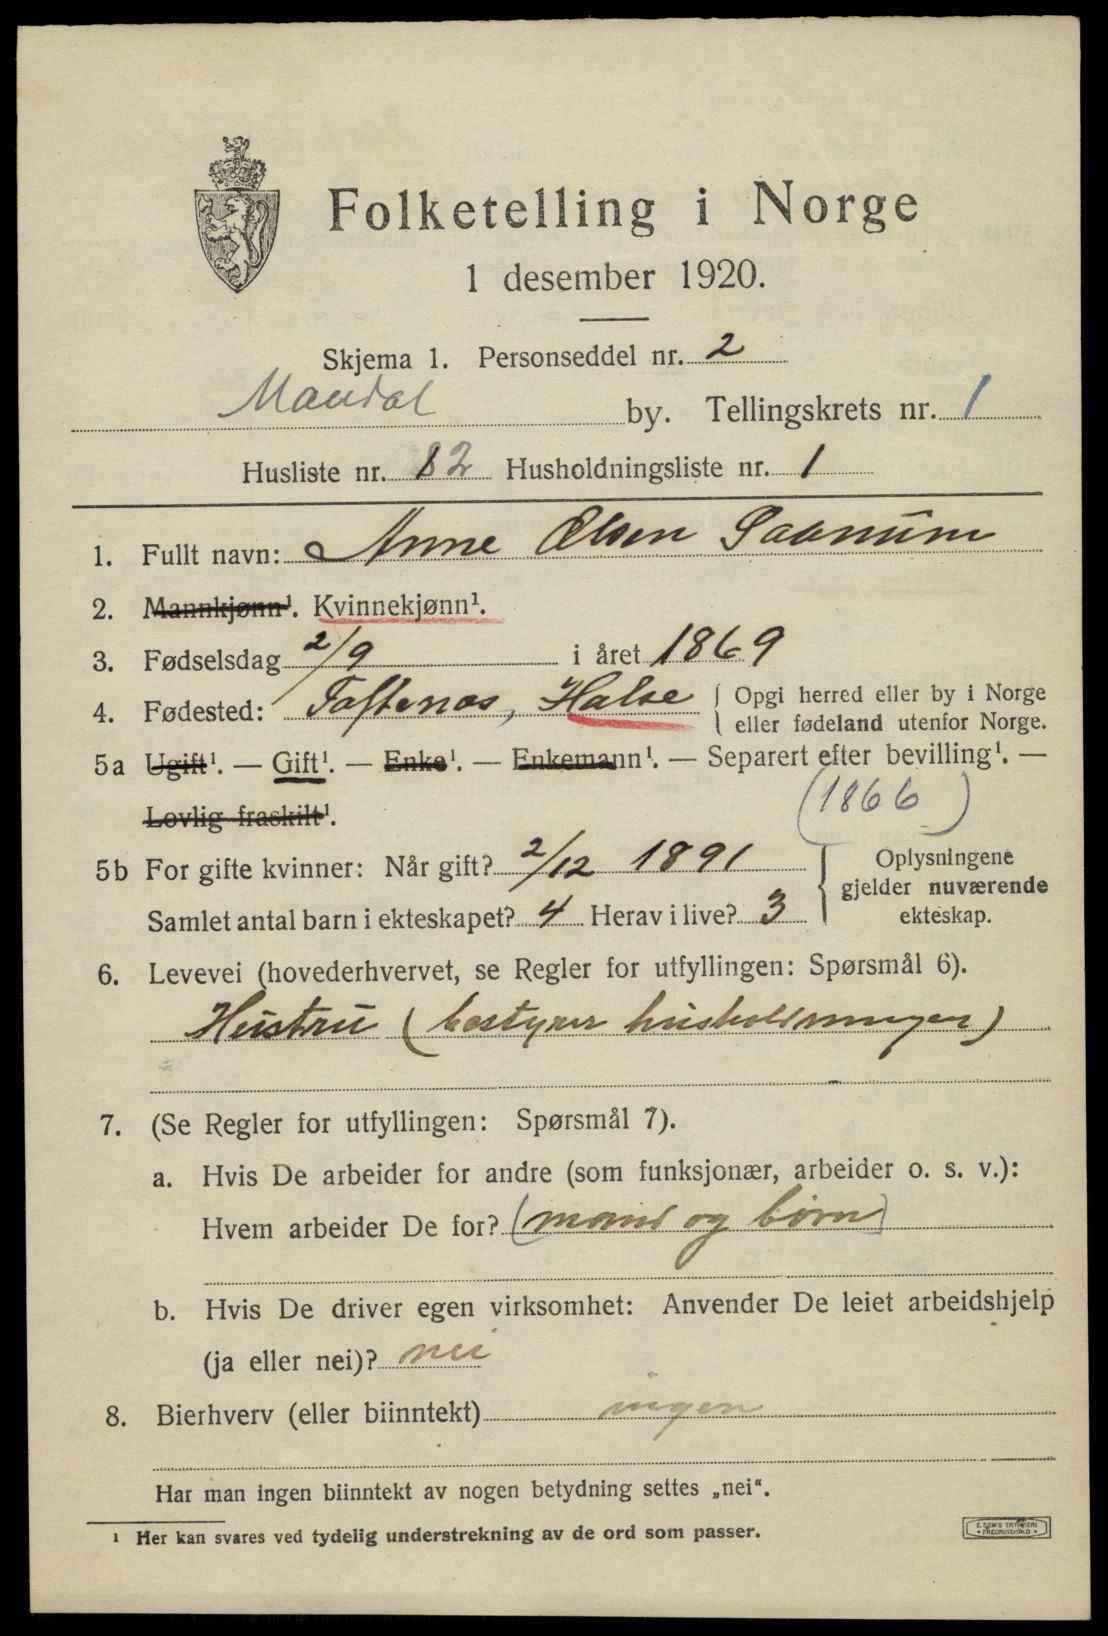 Folketelling i Norge
1 desember 1920.
Skjema 1. Personseddel nr. 2
Mandal by. Tellingskrets nr. 1
Husliste nr. 82 Husholdningsliste nr. 1
1. Fullt navn: Anne Olsen Saanum
2. Mannkjønn¹. Kvinnekjønn¹.
3. Fødselsdag 2/9 i året 1869
4. Fødested: Toftenes, Halse { Opgi herred eller by i Norge
eller fødeland utenfor Norge.
5a Ugift¹. — Gift¹. — Enke¹. — Enkemann¹. — Separert efter bevilling¹. —
Lovlig fraskilt¹. (1866)
5b For gifte kvinner: Når gift? 2/12 1891
Samlet antal barn i ekteskapet? 4 Herav i live? 3
{ Oplysningene
gjelder nuværende
ekteskap.
6. Levevei (hovederhvervet, se Regler for utfyllingen: Spørsmål 6).
Hustru (bestyrer husholdningen)
7. (Se Regler for utfyllingen: Spørsmål 7).
a. Hvis De arbeider for andre (som funksjonær, arbeider o. s. v.):
Hvem arbeider De for? (mand og børn)
b. Hvis De driver egen virksomhet: Anvender De leiet arbeidshjelp
(ja eller nei)? nei
8. Bierhverv (eller biinntekt) ingen
Har man ingen biinntekt av nogen betydning settes „nei".
¹ Her kan svares ved tydelig understrekning av de ord som passer.
E. SEM'S TRYKKERI
FREDRIKSHALD